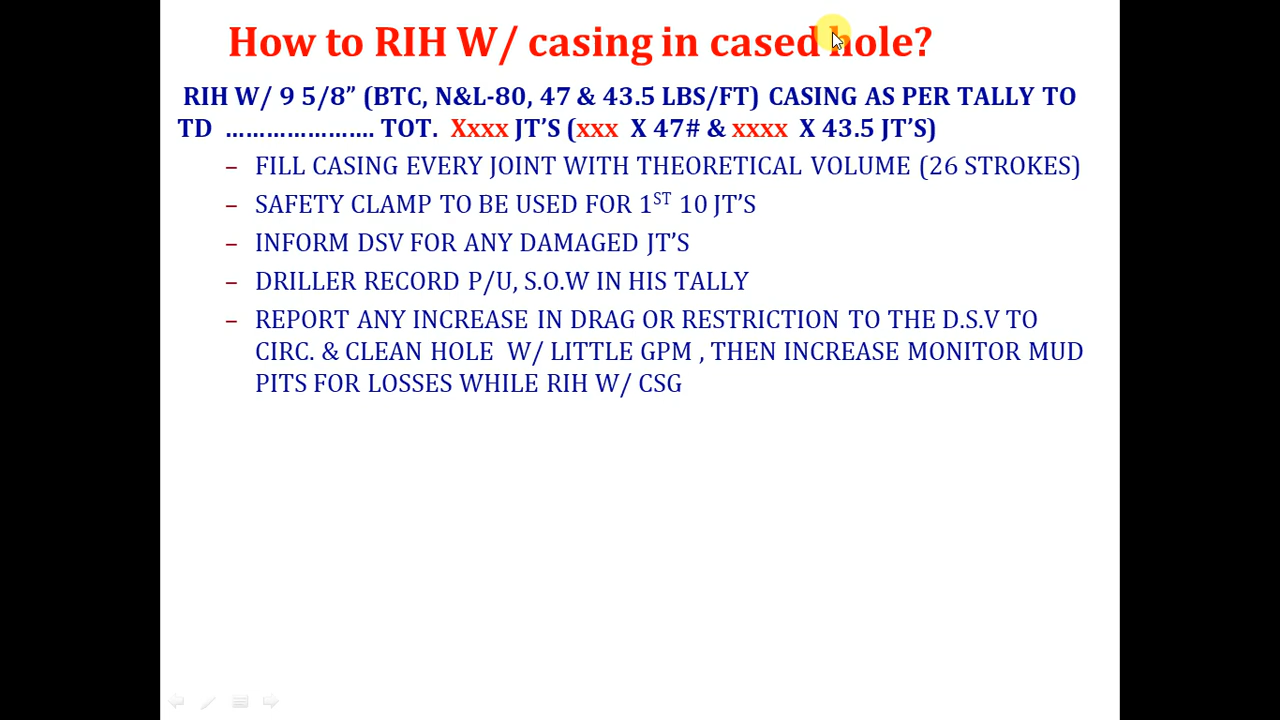 How to RIH W/ casing in cased hole?
RIH W/ 9 5/8” (BTC, N&L-80, 47 & 43.5 LBS/FT) CASING AS PER TALLY TO
TD …………………. TOT. Xxxx JT’S (xxx X 47# & xxxx X 43.5 JT’S)
– FILL CASING EVERY JOINT WITH THEORETICAL VOLUME (26 STROKES)
– SAFETY CLAMP TO BE USED FOR 1ST 10 JT’S
– INFORM DSV FOR ANY DAMAGED JT’S
– DRILLER RECORD P/U, S.O.W IN HIS TALLY
– REPORT ANY INCREASE IN DRAG OR RESTRICTION TO THE D.S.V TO
CIRC. & CLEAN HOLE W/ LITTLE GPM , THEN INCREASE MONITOR MUD
PITS FOR LOSSES WHILE RIH W/ CSG